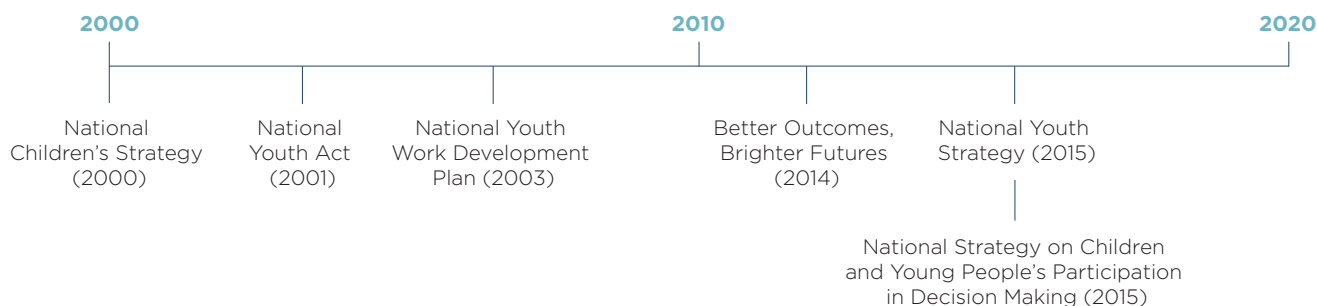 2000
2010
2020
National
Children’s Strategy
(2000)
National
Youth Act
(2001)
National Youth
Work Development
Plan (2003)
Better Outcomes,
Brighter Futures
(2014)
National Youth
Strategy (2015)
National Strategy on Children
and Young People’s Participation
in Decision Making (2015)